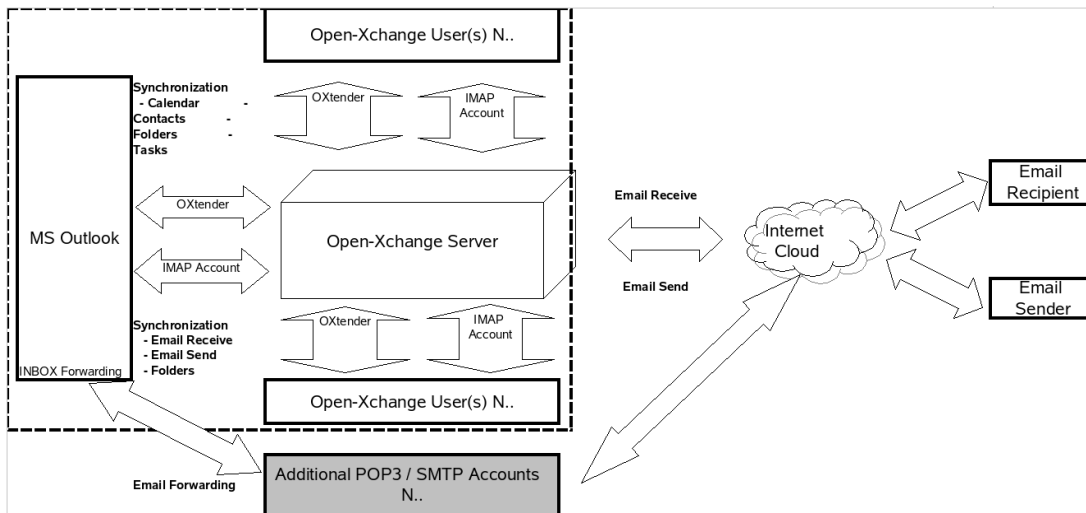 Open-Xchange User(s) N..
Synchronization
- Calendar -
Contacts -
Folders -
Tasks
OXtender
IMAP
Account
MS Outlook
OXtender
IMAP Account
Open-Xchange Server
Email Receive
Email Send
Internet
Cloud
Email
Recipient
Email
Sender
Synchronization
- Email Receive
- Email Send
- Folders
OXtender
IMAP
Account
INBOX Forwarding
Open-Xchange User(s) N..
Email Forwarding
Additional POP3 / SMTP Accounts
N..